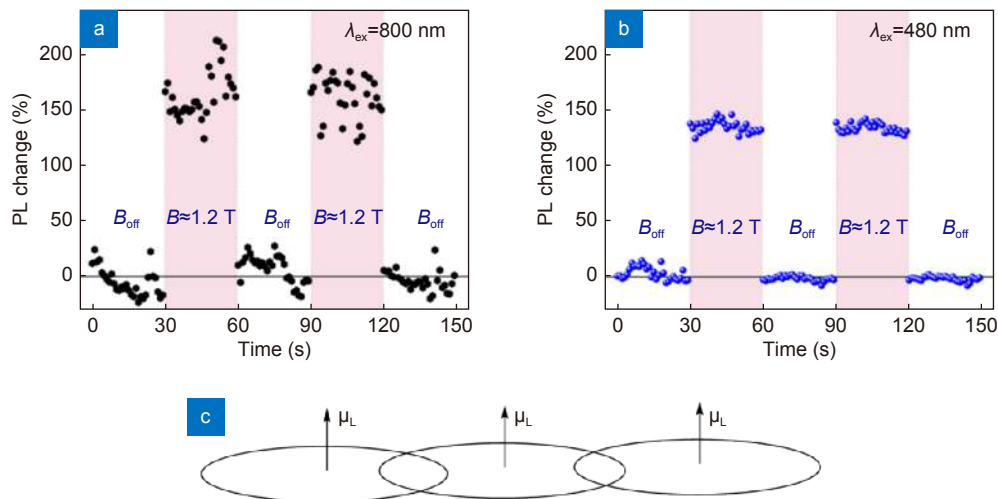 a
λex=800 nm
200
150
100
50
0
PL change (%)
Boff
B≈1.2 T
Boff
B≈1.2 T
Boff
0 30 60 90 120 150
Time (s)
b
λex=480 nm
200
150
100
50
0
PL change (%)
Boff
B≈1.2 T
Boff
B≈1.2 T
Boff
0 30 60 90 120 150
Time (s)
c
μL
μL
μL